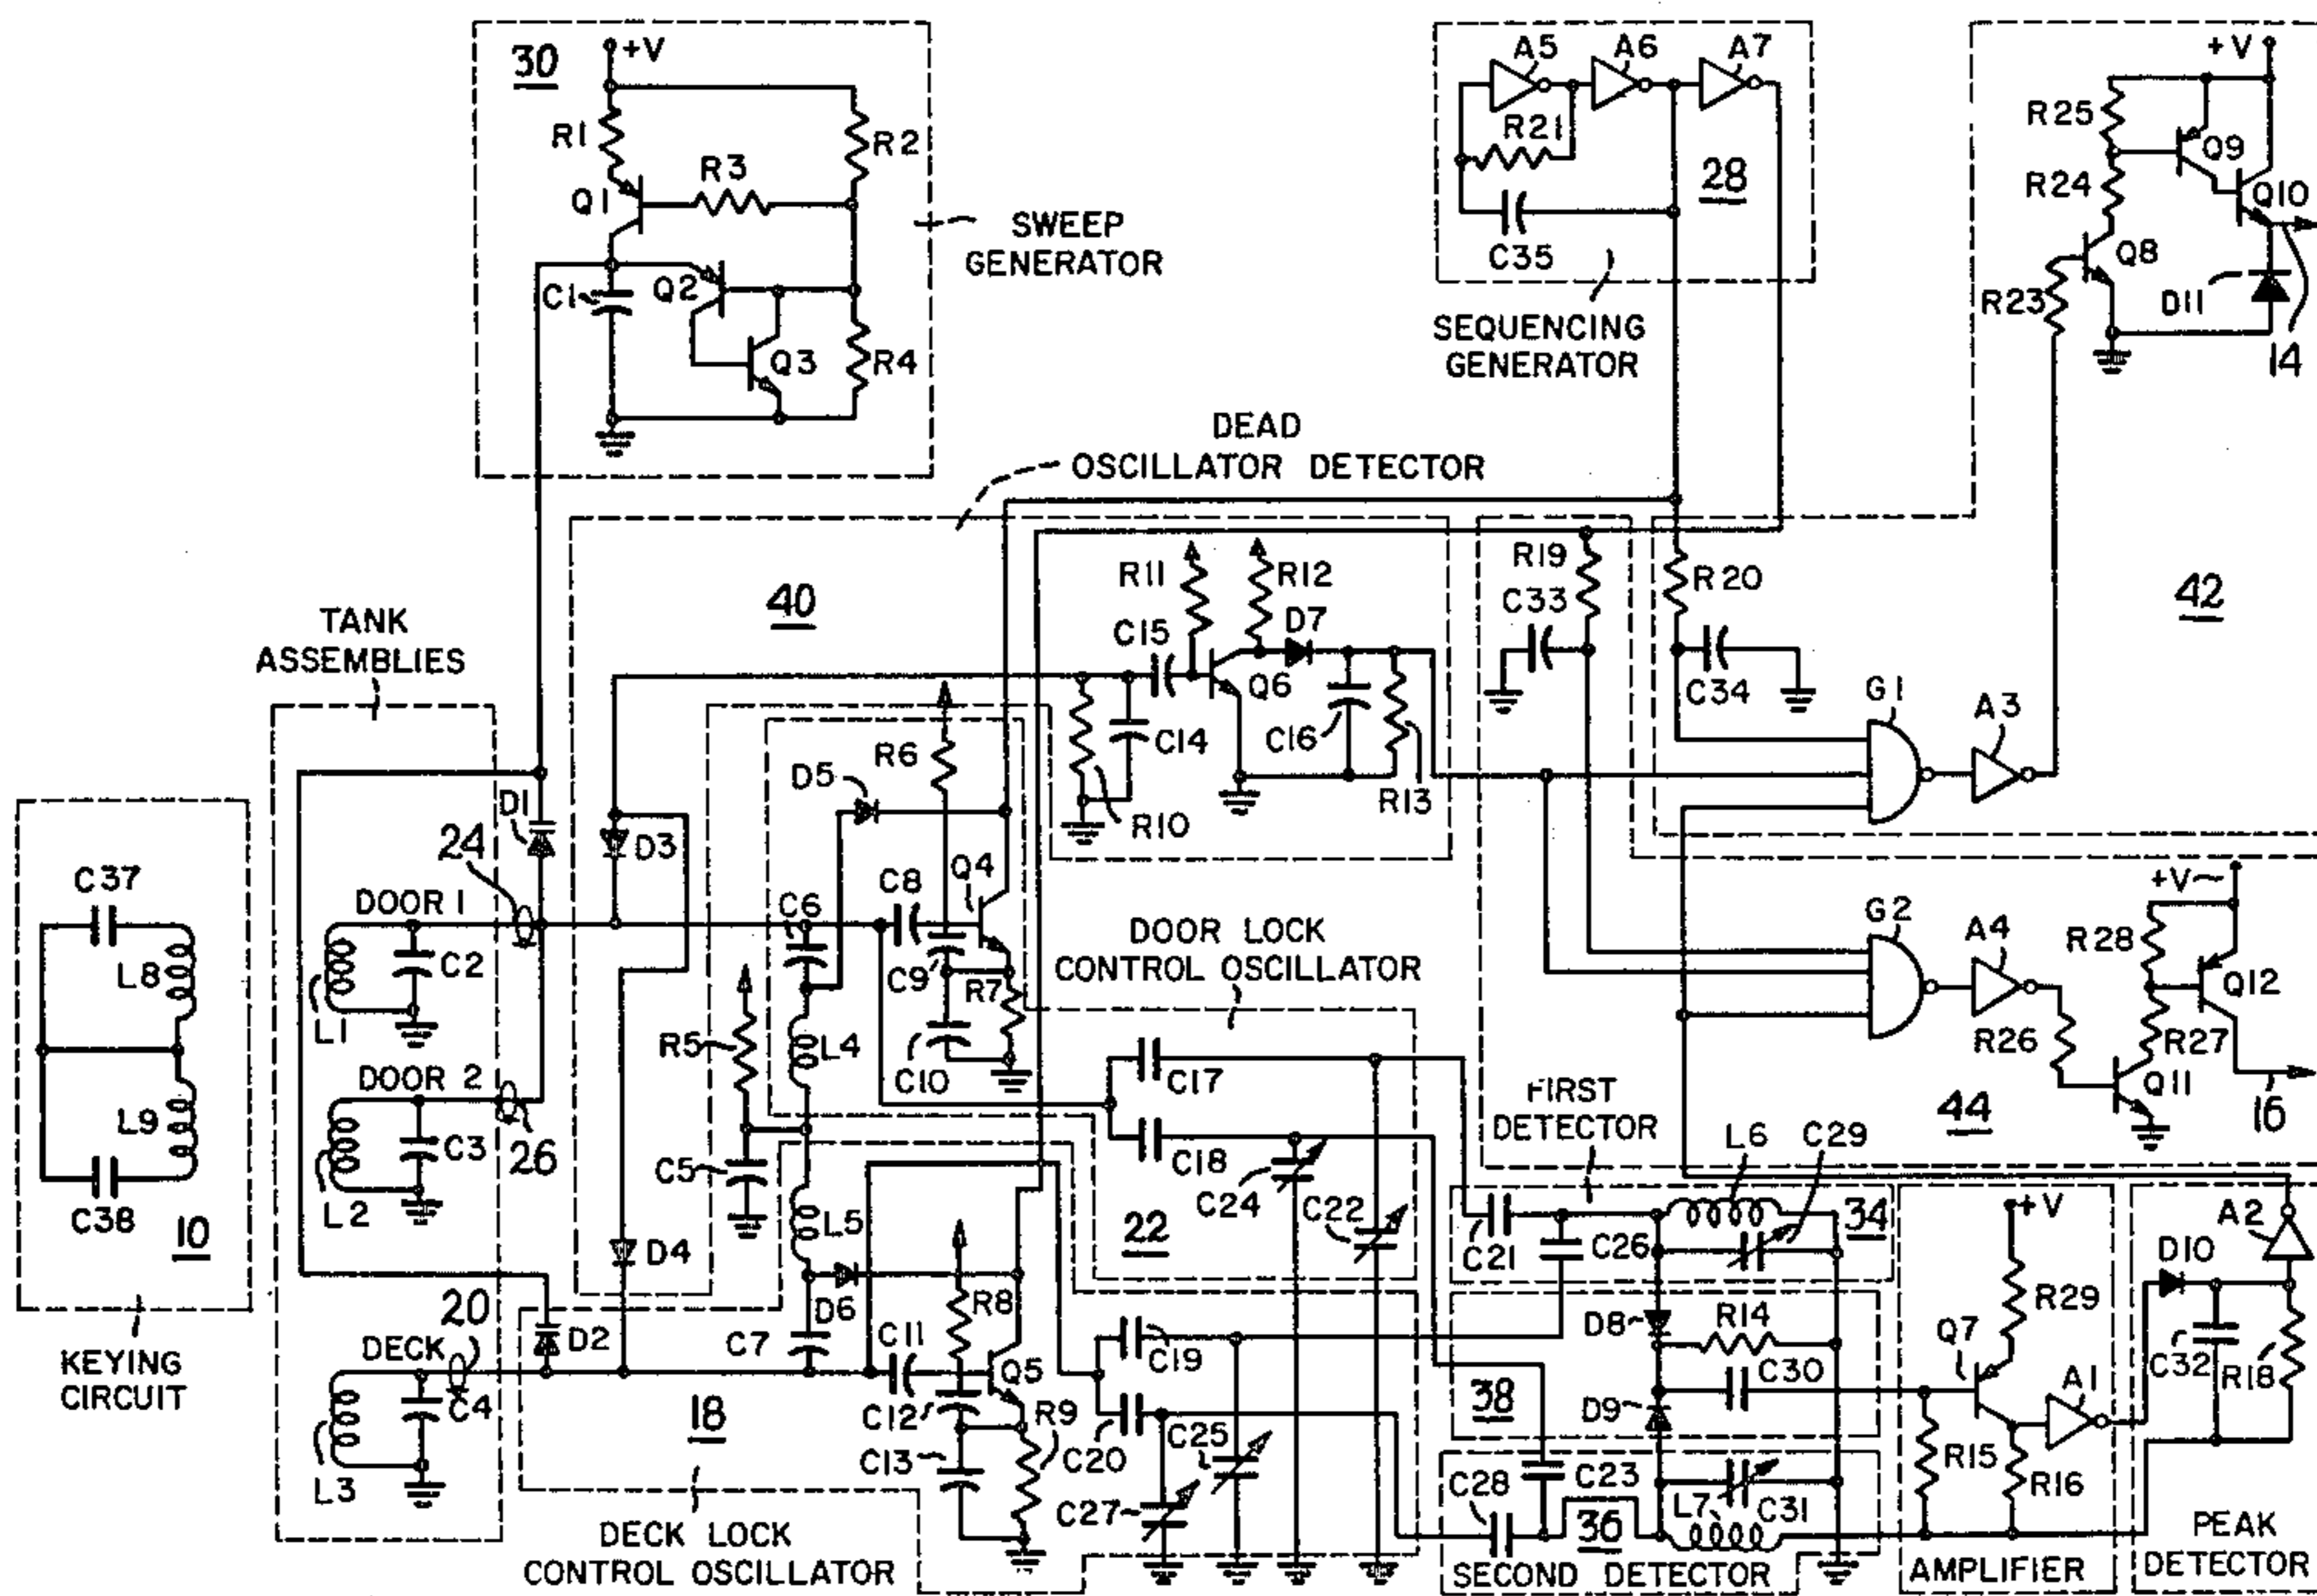 30
+V
R1
R2
R3
Q1
C1
Q2
Q3
R4
SWEEP
GENERATOR
A5
A6
A7
R21
28
C35
SEQUENCING
GENERATOR
+V
R25
Q9
R24
Q10
Q8
R23
D11
14
DEAD
OSCILLATOR DETECTOR
40
R11
R12
D7
C15
Q6
C14
C16
R13
R10
R19
C33
R20
C34
42
G1
A3
TANK
ASSEMBLIES
D1
24
D3
D5
R6
C8
Q4
C6
C9
R7
C10
L4
R5
C5
L5
C37
L8
L9
C38
10
KEYING
CIRCUIT
DOOR 1
L1
C2
DOOR 2
L2
C3
26
D4
20
D2
DECK
L3
C4
DOOR LOCK
CONTROL OSCILLATOR
C17
C18
C24
C22
22
G2
A4
+V~
R28
Q12
R27
R26
Q11
16
44
FIRST
DETECTOR
L6
C29
34
C21
C26
D6
C7
C11
R8
Q5
C12
C13
R9
18
C19
C20
C25
C27
DECK LOCK
CONTROL OSCILLATOR
D8
R14
C30
38
D9
C28
C23
L7
C31
36
SECOND DETECTOR
+V
R29
Q7
A1
R15
R16
AMPLIFIER
A2
D10
C32
R18
PEAK
DETECTOR